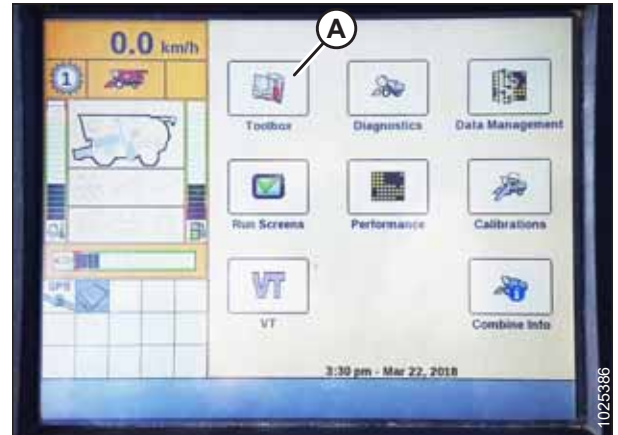 A
0.0 km/h
1
Toolbox
Diagnostics
Data Management
Run Screens
Performance
Calibrations
GPS
VT
VT
Combine Info
3:30 pm - Mar 22, 2018
1025386